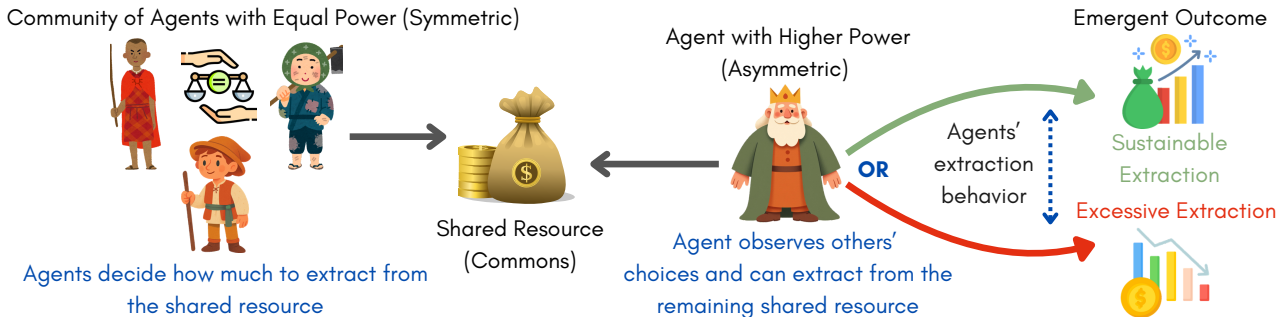 Community of Agents with Equal Power (Symmetric)
=
Agents decide how much to extract from
the shared resource
$
Shared Resource
(Commons)
Agent with Higher Power
(Asymmetric)
Agent observes others’
choices and can extract from the
remaining shared resource
OR
Agents’
extraction
behavior
Emergent Outcome
$
Sustainable
Extraction
Excessive Extraction
$